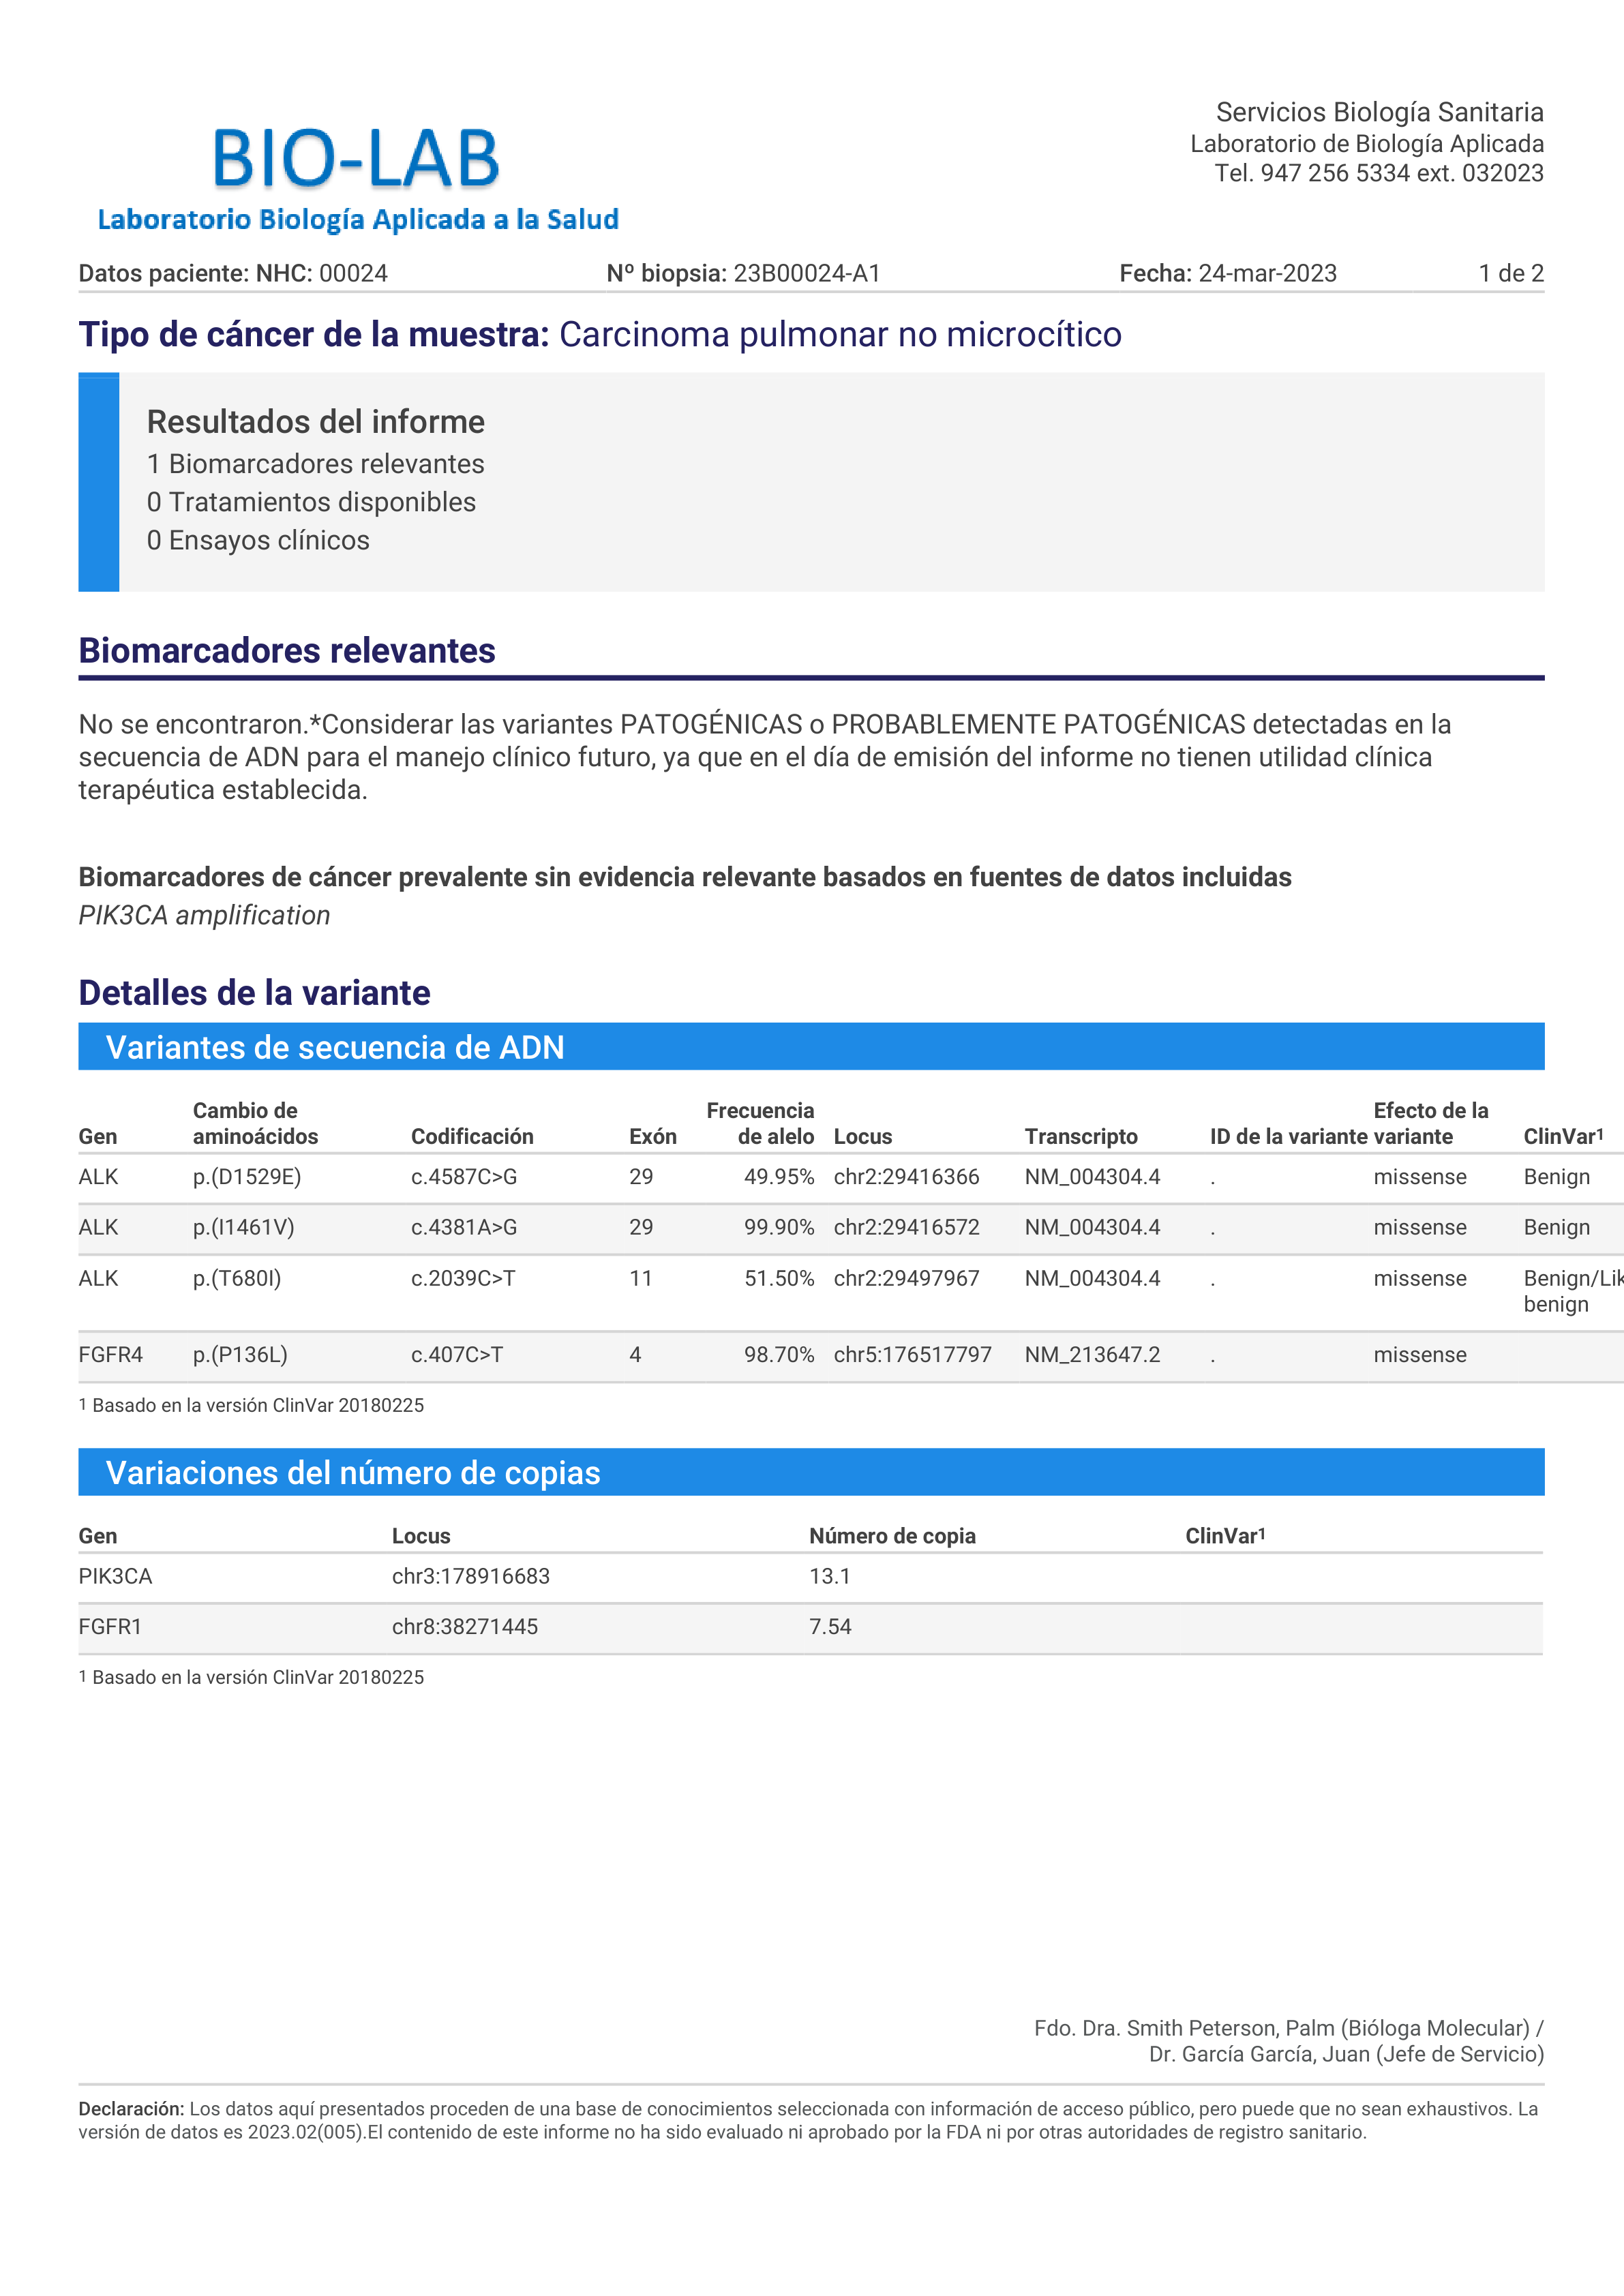 BIO-LAB
Laboratorio Biología Aplicada a la Salud
Servicios Biología Sanitaria
Laboratorio de Biología Aplicada
Tel. 947 256 5334 ext. 032023
Datos paciente: NHC: 00024 Nº biopsia: 23B00024-A1 Fecha: 24-mar-2023 1 de 2
Tipo de cáncer de la muestra: Carcinoma pulmonar no microcítico
Resultados del informe
1 Biomarcadores relevantes
0 Tratamientos disponibles
0 Ensayos clínicos
Biomarcadores relevantes
No se encontraron.*Considerar las variantes PATOGÉNICAS o PROBABLEMENTE PATOGÉNICAS detectadas en la
secuencia de ADN para el manejo clínico futuro, ya que en el día de emisión del informe no tienen utilidad clínica
terapéutica establecida.
Biomarcadores de cáncer prevalente sin evidencia relevante basados en fuentes de datos incluidas
PIK3CA amplification
Detalles de la variante
Variantes de secuencia de ADN
Cambio de Frecuencia Efecto de la
Gen aminoácidos Codificación Exón de alelo Locus Transcripto ID de la variante variante ClinVar¹
ALK p.(D1529E) c.4587C>G 29 49.95% chr2:29416366 NM_004304.4 . missense Benign
ALK p.(I1461V) c.4381A>G 29 99.90% chr2:29416572 NM_004304.4 . missense Benign
ALK p.(T680I) c.2039C>T 11 51.50% chr2:29497967 NM_004304.4 . missense Benign/Lik
benign
FGFR4 p.(P136L) c.407C>T 4 98.70% chr5:176517797 NM_213647.2 . missense
¹ Basado en la versión ClinVar 20180225
Variaciones del número de copias
Gen Locus Número de copia ClinVar¹
PIK3CA chr3:178916683 13.1
FGFR1 chr8:38271445 7.54
¹ Basado en la versión ClinVar 20180225
Fdo. Dra. Smith Peterson, Palm (Bióloga Molecular) /
Dr. García García, Juan (Jefe de Servicio)
Declaración: Los datos aquí presentados proceden de una base de conocimientos seleccionada con información de acceso público, pero puede que no sean exhaustivos. La
versión de datos es 2023.02(005).El contenido de este informe no ha sido evaluado ni aprobado por la FDA ni por otras autoridades de registro sanitario.